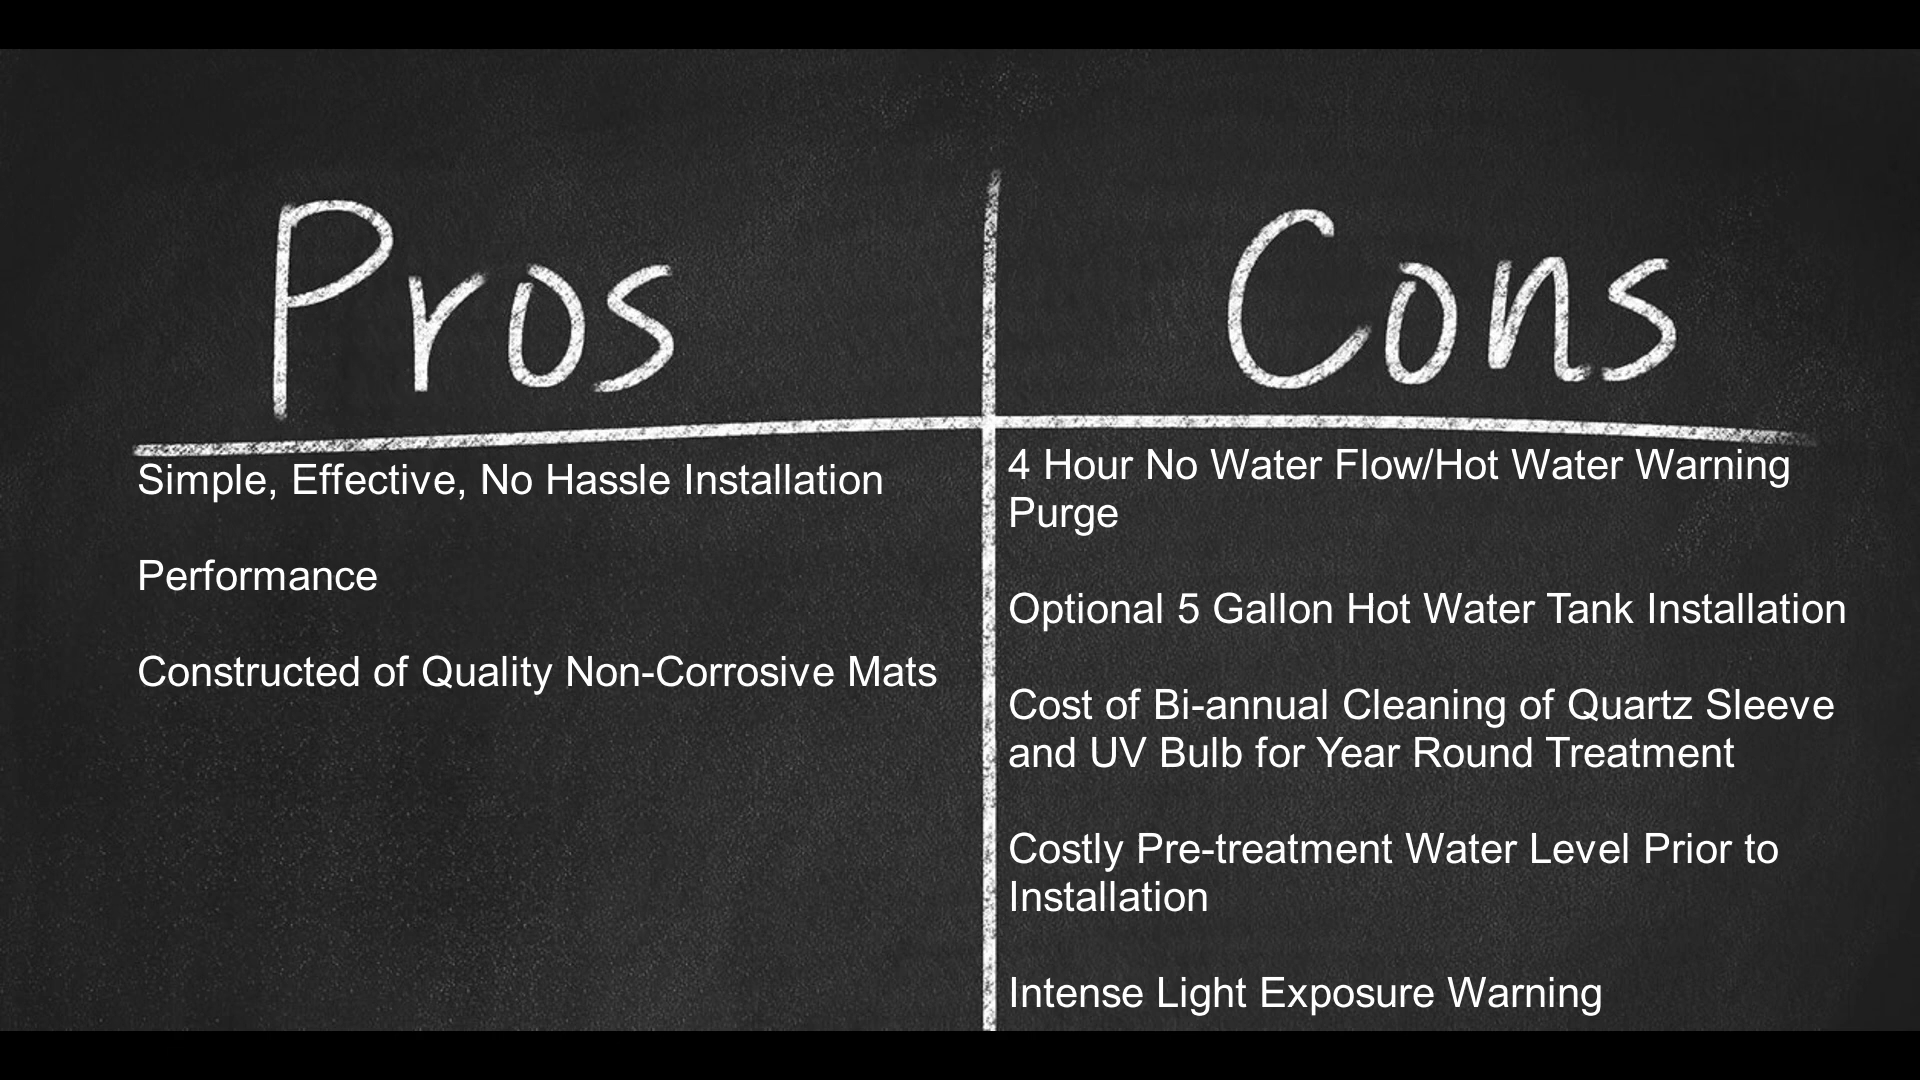 Pros
Simple, Effective, No Hassle Installation
Performance
Constructed of Quality Non-Corrosive Mats
Cons
4 Hour No Water Flow/Hot Water Warning
Purge
Optional 5 Gallon Hot Water Tank Installation
Cost of Bi-annual Cleaning of Quartz Sleeve
and UV Bulb for Year Round Treatment
Costly Pre-treatment Water Level Prior to
Installation
Intense Light Exposure Warning